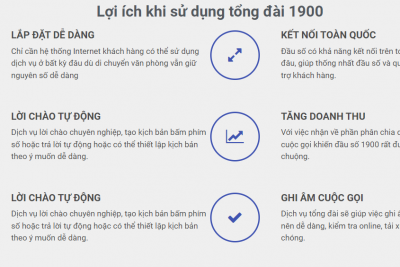 Lợi ích khi sử dụng tổng đài 1900
LẮP ĐẶT DỄ DÀNG
Chỉ cần hệ thống Internet khách hàng có thể sử dụng
dịch vụ ở bất kỳ đâu dù di chuyển văn phòng vẫn giữ
nguyên số dễ dàng
KẾT NỐI TOÀN QUỐC
Đầu số có khả năng kết nối trên to
đâu, giúp thống nhất đầu số và qu
trợ khách hàng.
LỜI CHÀO TỰ ĐỘNG
Dịch vụ lời chào chuyên nghiệp, tạo kịch bản bấm phím
số hoặc trả lời tự động hoặc có thể thiết lập kịch bản
theo ý muốn dễ dàng.
TĂNG DOANH THU
Với việc nhận về phần phân chia c
cuộc gọi khiến đầu số 1900 rất đu
chuộng.
LỜI CHÀO TỰ ĐỘNG
Dịch vụ lời chào chuyên nghiệp, tạo kịch bản bấm phím
số hoặc trả lời tự động hoặc có thể thiết lập kịch bản
theo ý muốn dễ dàng.
GHI ÂM CUỘC GỌI
Dịch vụ tổng đài sẽ giúp việc ghi â
nên dễ dàng, kiểm tra online, tải x
chóng.